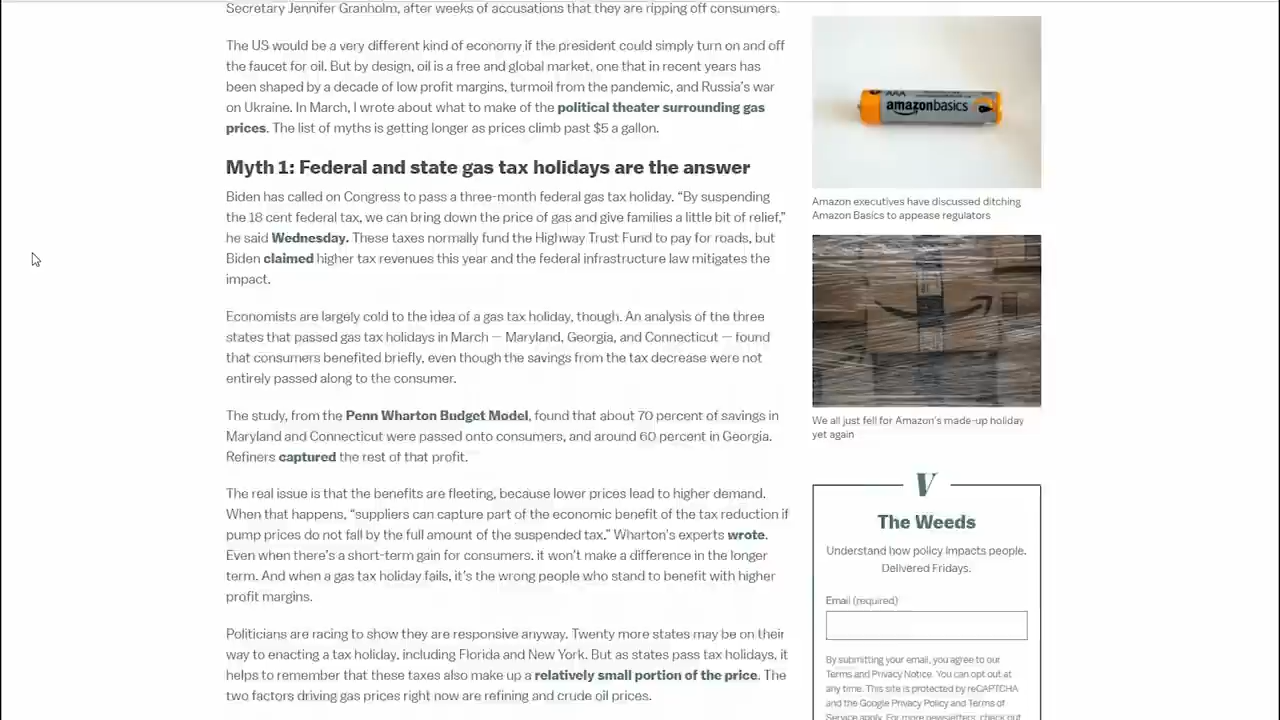 Secretary Jennifer Granholm, after weeks of accusations that they are ripping off consumers.
The US would be a very different kind of economy if the president could simply turn on and off
the faucet for oil. But by design, oil is a free and global market, one that in recent years has
been shaped by a decade of low profit margins, turmoil from the pandemic, and Russia's war
on Ukraine. In March, I wrote about what to make of the political theater surrounding gas
prices. The list of myths is getting longer as prices climb past $5 a gallon.
Myth 1: Federal and state gas tax holidays are the answer
Biden has called on Congress to pass a three-month federal gas tax holiday. “By suspending
the 18 cent federal tax, we can bring down the price of gas and give families a little bit of relief,”
he said Wednesday. These taxes normally fund the Highway Trust Fund to pay for roads, but
Biden claimed higher tax revenues this year and the federal infrastructure law mitigates the
impact.
Economists are largely cold to the idea of a gas tax holiday, though. An analysis of the three
states that passed gas tax holidays in March — Maryland, Georgia, and Connecticut — found
that consumers benefited briefly, even though the savings from the tax decrease were not
entirely passed along to the consumer.
The study, from the Penn Wharton Budget Model, found that about 70 percent of savings in
Maryland and Connecticut were passed onto consumers, and around 60 percent in Georgia.
Refiners captured the rest of that profit.
The real issue is that the benefits are fleeting, because lower prices lead to higher demand.
When that happens, “suppliers can capture part of the economic benefit of the tax reduction if
pump prices do not fall by the full amount of the suspended tax,” Wharton's experts wrote.
Even when there's a short-term gain for consumers, it won't make a difference in the longer
term. And when a gas tax holiday fails, it's the wrong people who stand to benefit with higher
profit margins.
Politicians are racing to show they are responsive anyway. Twenty more states may be on their
way to enacting a tax holiday, including Florida and New York. But as states pass tax holidays, it
helps to remember that these taxes also make up a relatively small portion of the price. The
two factors driving gas prices right now are refining and crude oil prices.
AAA
amazonbasics
Amazon executives have discussed ditching
Amazon Basics to appease regulators
We all just fell for Amazon's made-up holiday
yet again
V
The Weeds
Understand how policy impacts people.
Delivered Fridays.
Email (required)
By submitting your email, you agree to our
Terms and Privacy Notice. You can opt out at
any time. This site is protected by reCAPTCHA
and the Google Privacy Policy and Terms of
Service apply. For more newsletters, check out